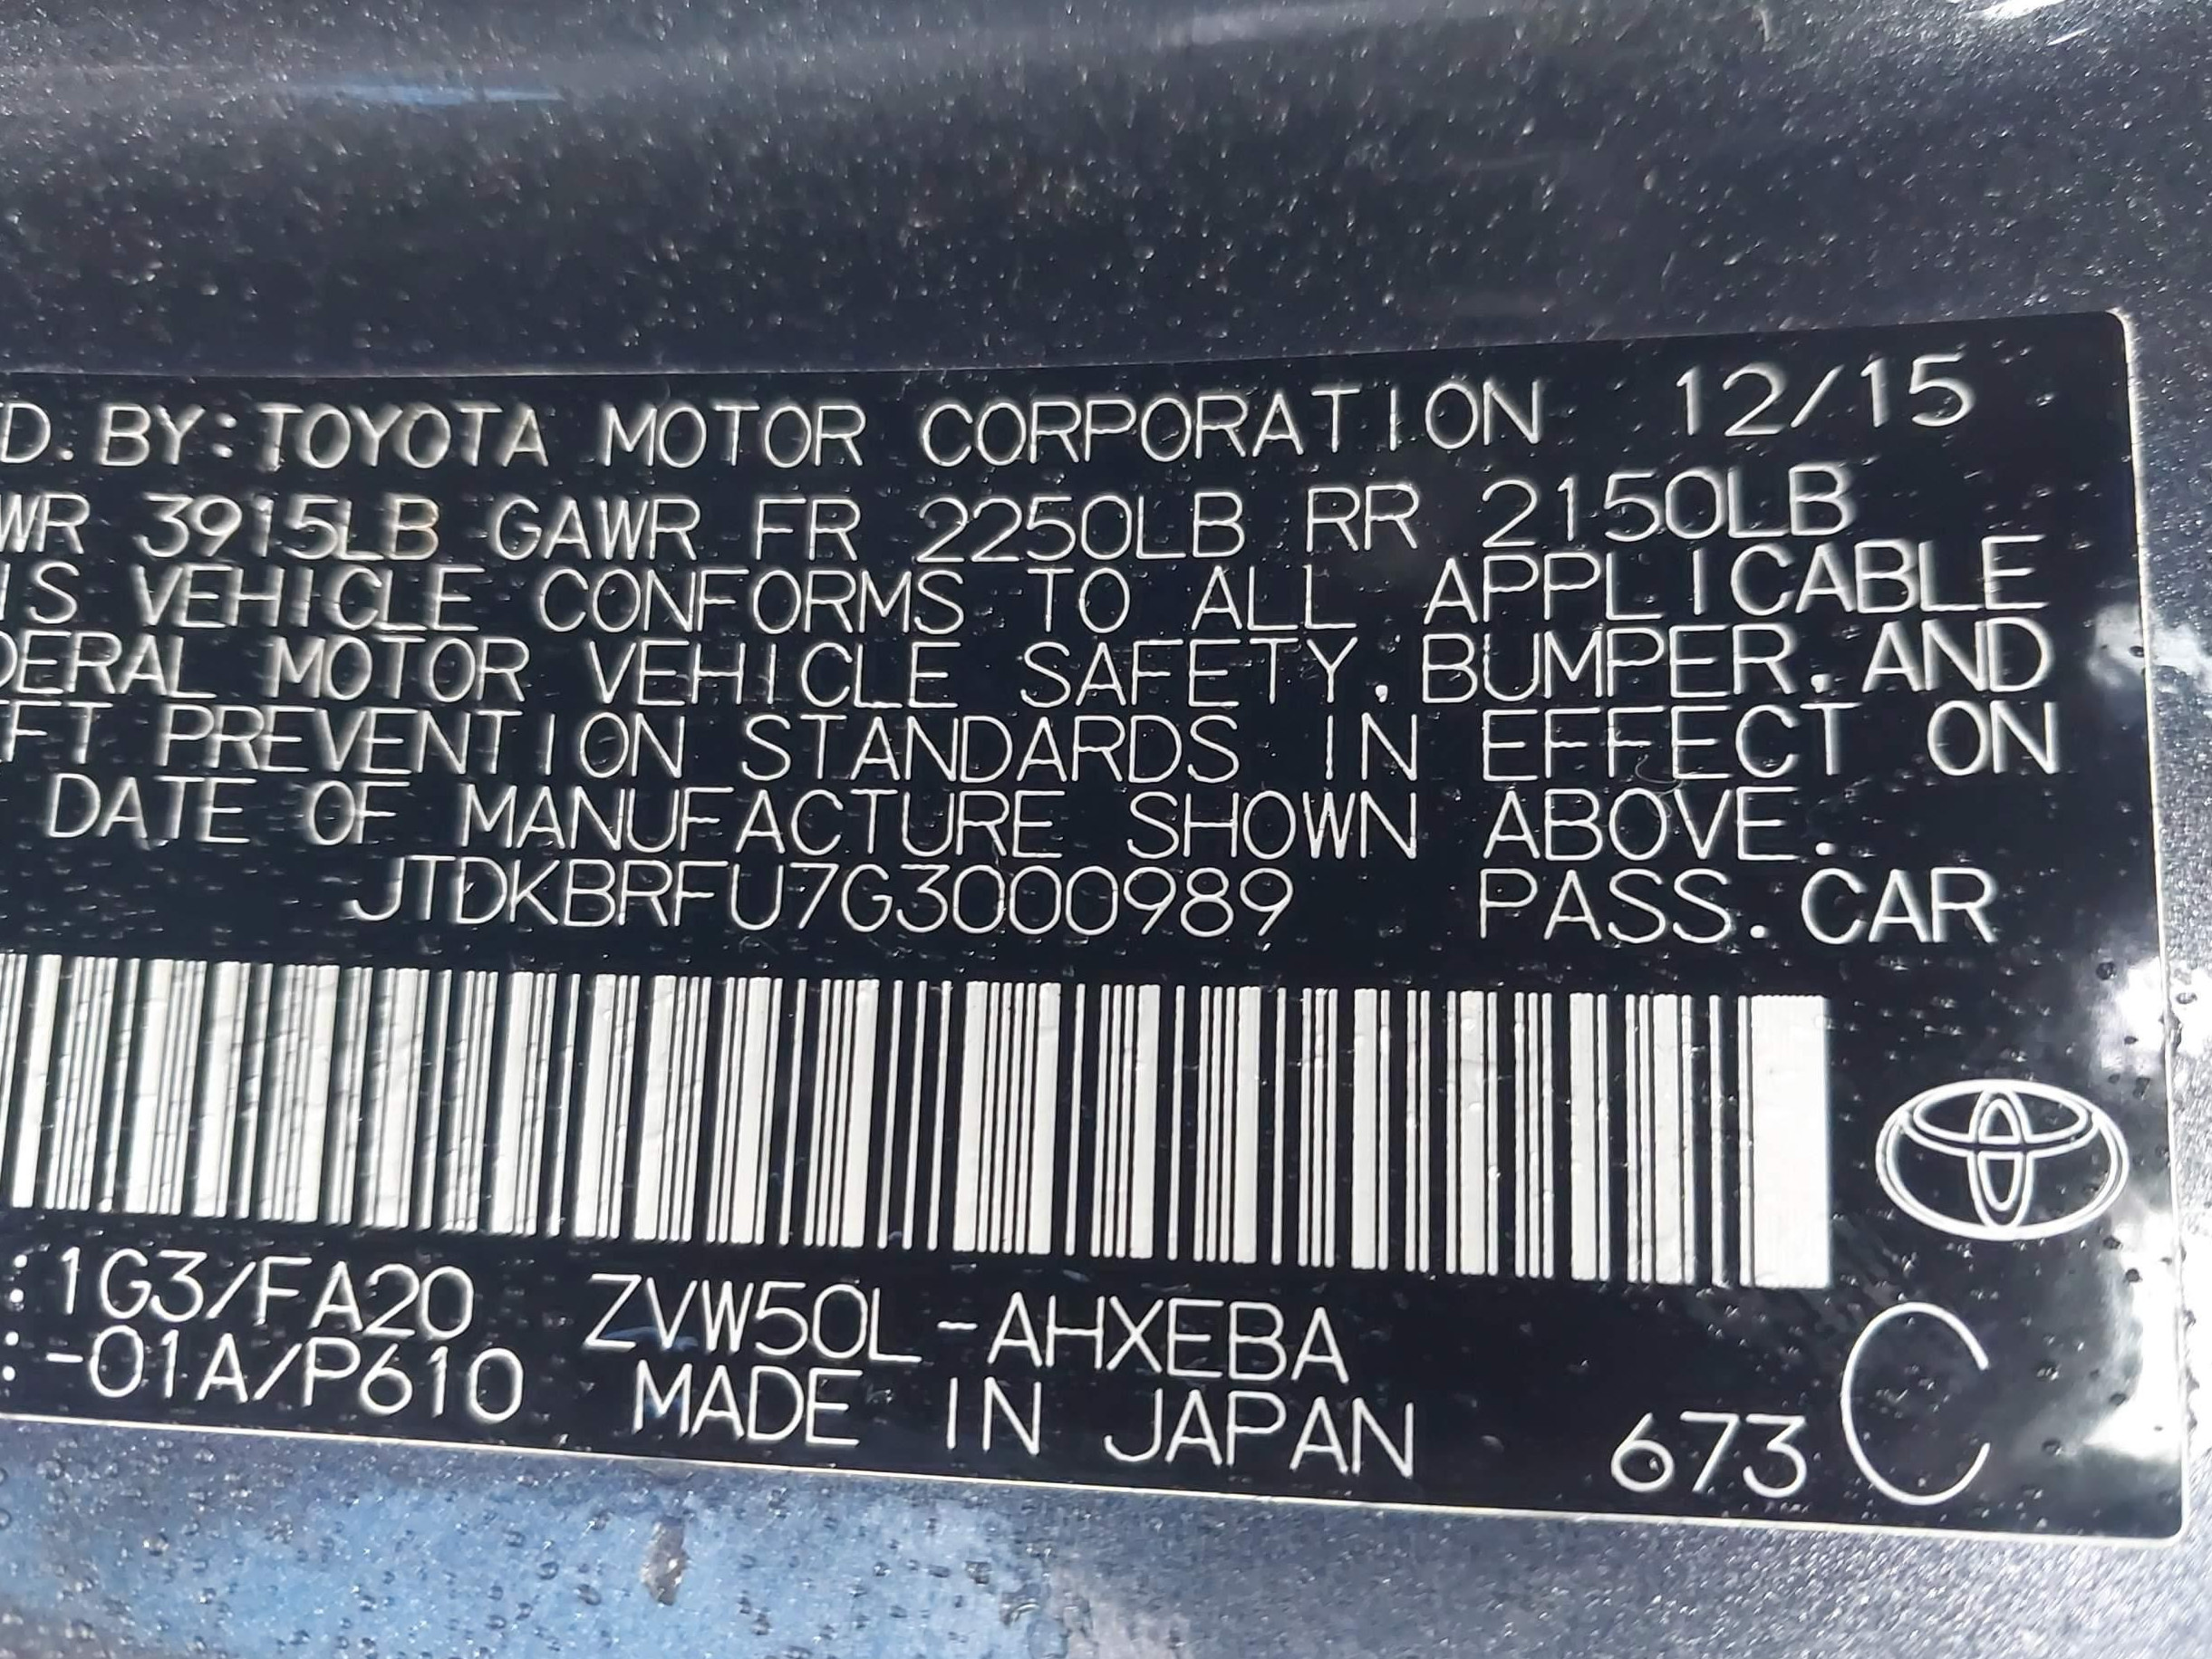 D. BY: TOYOTA MOTOR CORPORATION 12/15
WR 3915LB GAWR FR 2250LB RR 2150LB
IS VEHICLE CONFORMS TO ALL APPLICABLE
DERAL MOTOR VEHICLE SAFETY, BUMPER, AND
FT PREVENTION STANDARDS IN EFFECT ON
DATE OF MANUFACTURE SHOWN ABOVE.
JTDKBRFU7G3000989 PASS. CAR
:1G3/FA20 ZVW50L-AHXEBA
:-01A/P610 MADE IN JAPAN 673 C